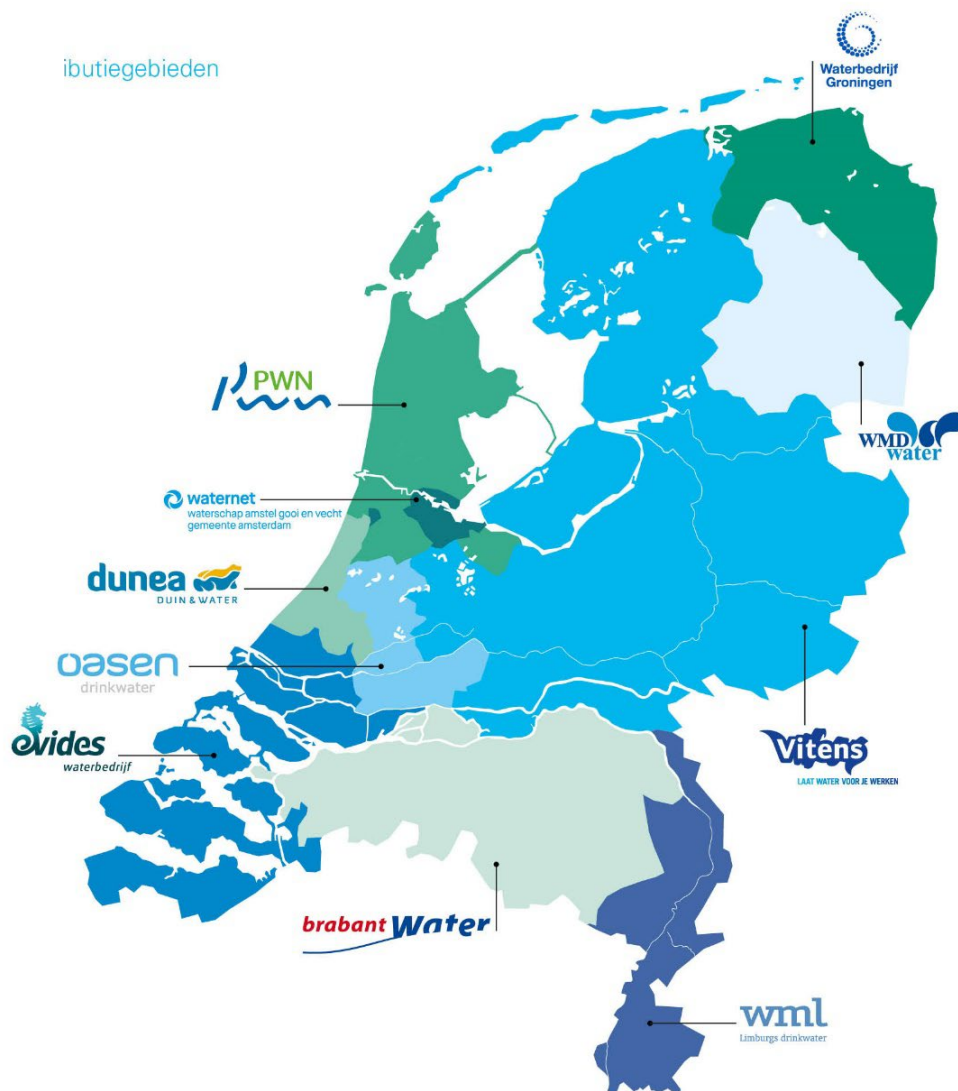 ibutiegebieden
Waterbedrijf
Groningen
PWN
WMD
water
waternet
waterschap amstel gooi en vecht
gemeente amsterdam
dunea
DUIN & WATER
oasen
drinkwater
evides
waterbedrijf
Vitens
LAAT WATER VOOR JE WERKEN
brabant Water
wml
Limburgs drinkwater